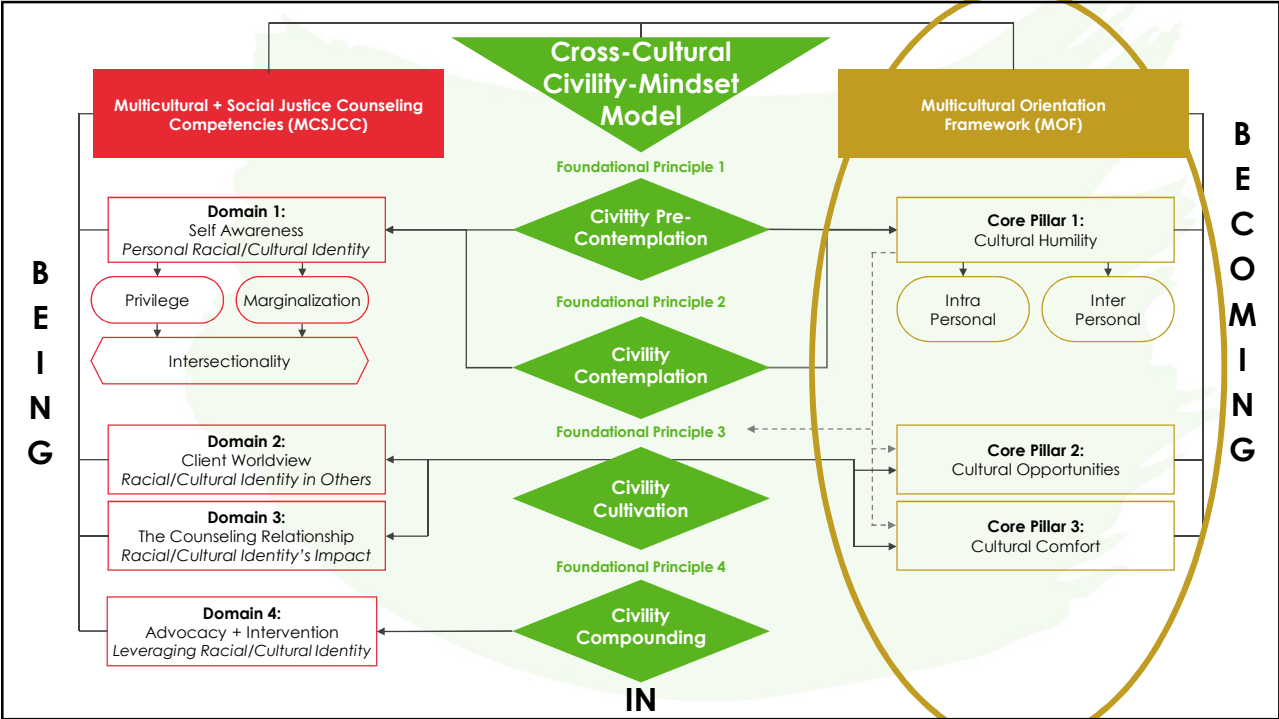 Cross-Cultural
Civility-Mindset
Model
Multicultural + Social Justice Counseling
Competencies (MCSJCC)
Multicultural Orientation
Framework (MOF)
BEING
BECOMING
Foundational Principle 1
Civitity Pre-
Contemplation
Domain 1:
Self Awareness
Personal Racial/Cultural Identity
Privilege
Marginalization
Intersectionality
Core Pillar 1:
Cultural Humility
Intra
Personal
Inter
Personal
Foundational Principle 2
Civility
Contemplation
Foundational Principle 3
Civility
Cultivation
Domain 2:
Client Worldview
Racial/Cultural Identity in Others
Domain 3:
The Counseling Relationship
Racial/Cultural Identity's Impact
Core Pillar 2:
Cultural Opportunities
Core Pillar 3:
Cultural Comfort
Foundational Principle 4
Civility
Compounding
Domain 4:
Advocacy + Intervention
Leveraging Racial/Cultural Identity
IN